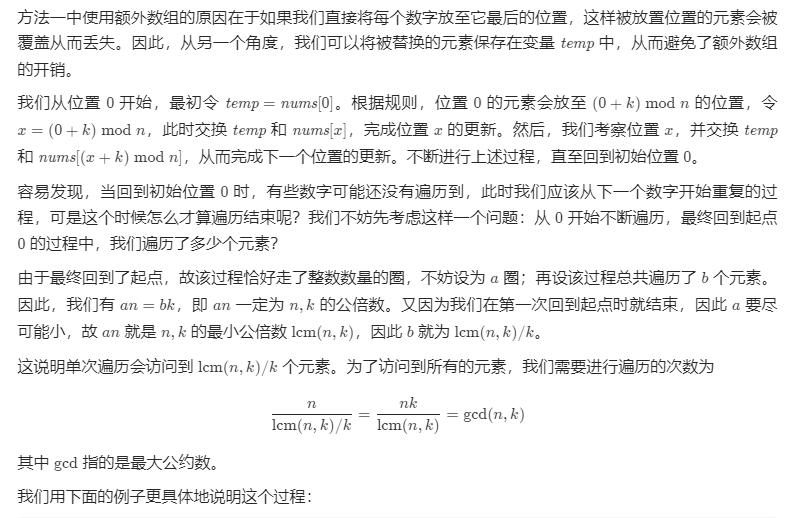 方法一中使用额外数组的原因在于如果我们直接将每个数字放至它最后的位置，这样被放置位置的元素会被
覆盖从而丢失。因此，从另一个角度，我们可以将被替换的元素保存在变量 temp 中，从而避免了额外数组
的开销。
我们从位置 0 开始，最初令 temp = nums[0]。根据规则，位置 0 的元素会放至 (0 + k) mod n 的位置，令
x = (0 + k) mod n，此时交换 temp 和 nums[x]，完成位置 x 的更新。然后，我们考察位置 x，并交换 temp
和 nums[(x + k) mod n]，从而完成下一个位置的更新。不断进行上述过程，直至回到初始位置 0。
容易发现，当回到初始位置 0 时，有些数字可能还没有遍历到，此时我们应该从下一个数字开始重复的过
程，可是这个时候怎么才算遍历结束呢？我们不妨先考虑这样一个问题：从 0 开始不断遍历，最终回到起点
0 的过程中，我们遍历了多少个元素？
由于最终回到了起点，故该过程恰好走了整数数量的圈，不妨设为 a 圈；再设该过程总共遍历了 b 个元素。
因此，我们有 an = bk，即 an 一定为 n, k 的公倍数。又因为我们在第一次回到起点时就结束，因此 a 要尽
可能小，故 an 就是 n, k 的最小公倍数 lcm(n, k)，因此 b 就为 lcm(n, k)/k。
这说明单次遍历会访问到 lcm(n, k)/k 个元素。为了访问到所有的元素，我们需要进行遍历的次数为
n / (lcm(n, k)/k) = nk / lcm(n, k) = gcd(n, k)
其中 gcd 指的是最大公约数。
我们用下面的例子更具体地说明这个过程：